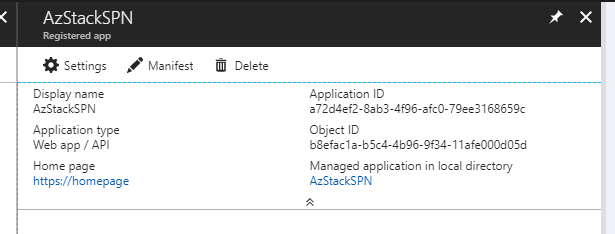 AzStackSPN
Registered app
Settings Manifest Delete
Display name
AzStackSPN
Application ID
a72d4ef2-8ab3-4f96-afc0-79ee3168659c
Application type
Web app / API
Object ID
b8efac1a-b5c4-4b96-9f34-11afe000d05d
Home page
https://homepage
Managed application in local directory
AzStackSPN